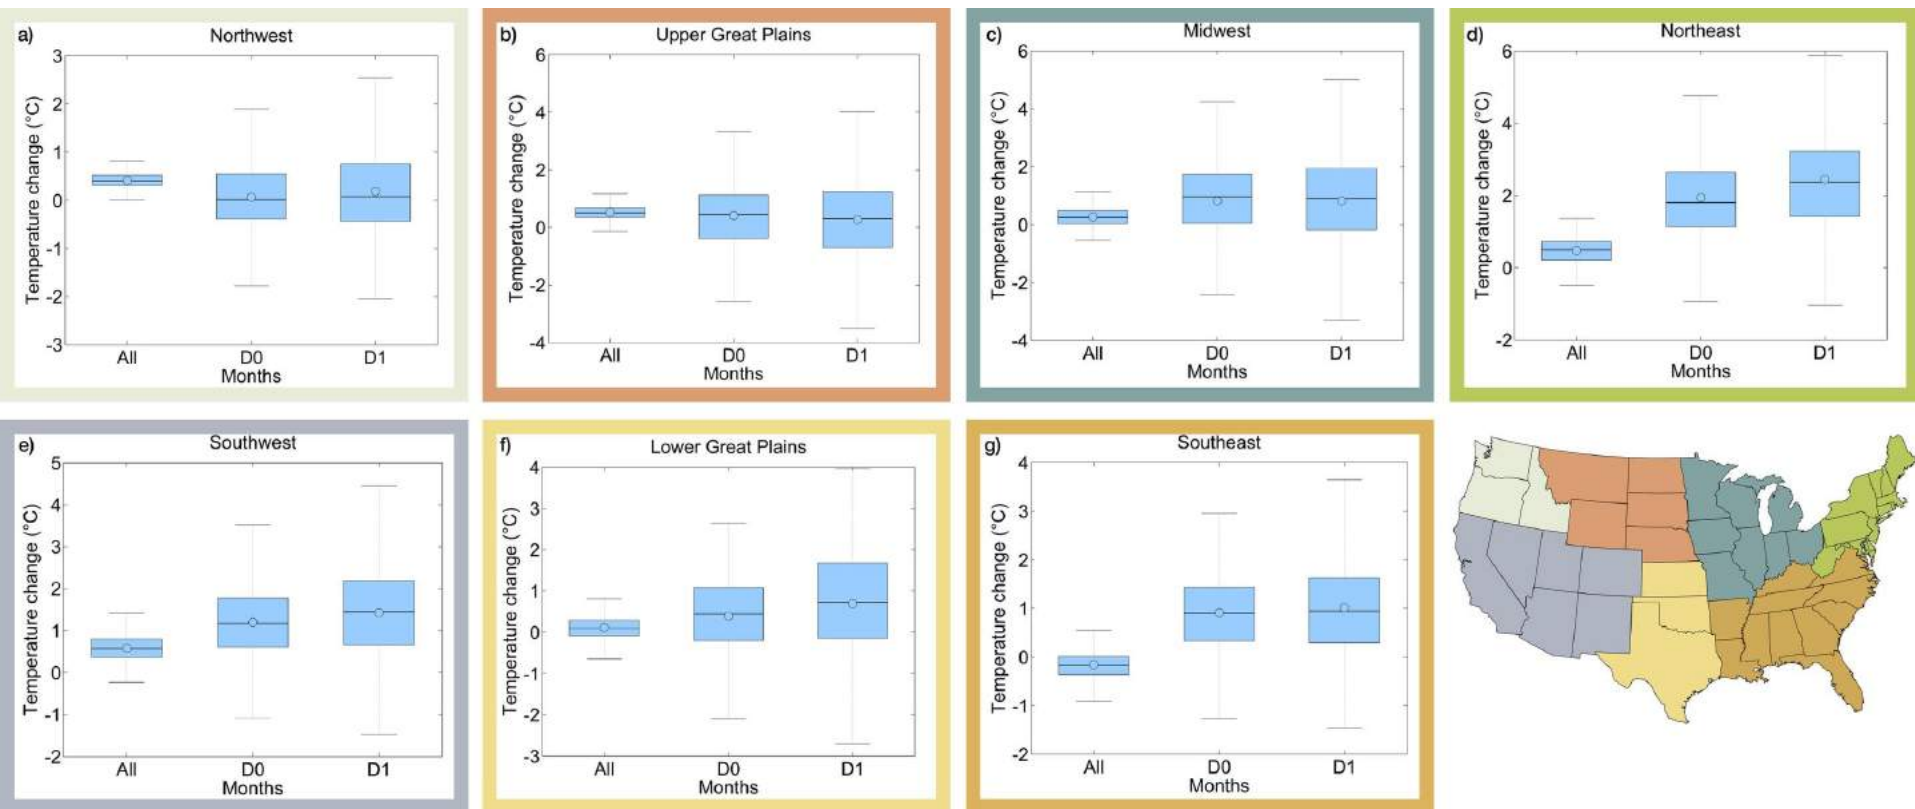 a)
Northwest
Temperature change (°C)
3
2
1
0
-1
-2
-3
All D0 D1
Months
b)
Upper Great Plains
Temperature change (°C)
6
4
2
0
-2
-4
All D0 D1
Months
c)
Midwest
Temperature change (°C)
6
4
2
0
-2
-4
All D0 D1
Months
d)
Northeast
Temperature change (°C)
6
4
2
0
-2
All D0 D1
Months
e)
Southwest
Temperature change (°C)
5
4
3
2
1
0
-1
-2
All D0 D1
Months
f)
Lower Great Plains
Temperature change (°C)
4
3
2
1
0
-1
-2
-3
All D0 D1
Months
g)
Southeast
Temperature change (°C)
4
3
2
1
0
-1
-2
All D0 D1
Months